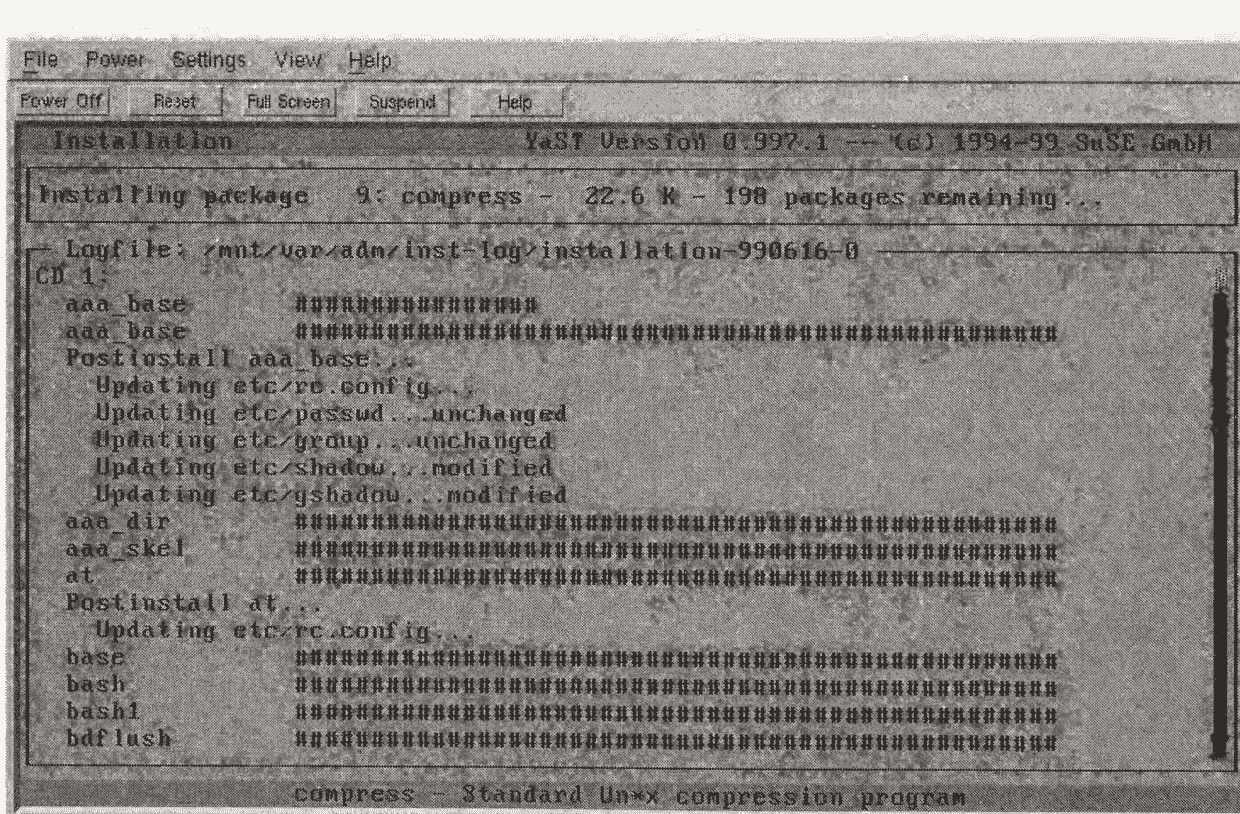 File Power Settings View Help
Power Off Reset Full Screen Suspend Help
Installation YaST Version 0.997.1 -- (c) 1994-99 SuSE GmbH
Installing package 9: compress - 22.6 K - 198 packages remaining...
Logfile: /mnt/var/adm/inst-log/installation-990616-0
CD 1:
aaa_base ################
aaa_base ##################################################
Postinstall aaa_base...
Updating etc/rc.config...
Updating etc/passwd...unchanged
Updating etc/group...unchanged
Updating etc/shadow...modified
Updating etc/gshadow...modified
aaa_dir ##################################################
aaa_skel ##################################################
at ##################################################
Postinstall at...
Updating etc/rc.config...
base ##################################################
bash ##################################################
bash1 ##################################################
bdflush ##################################################
compress - Standard Un*x compression program